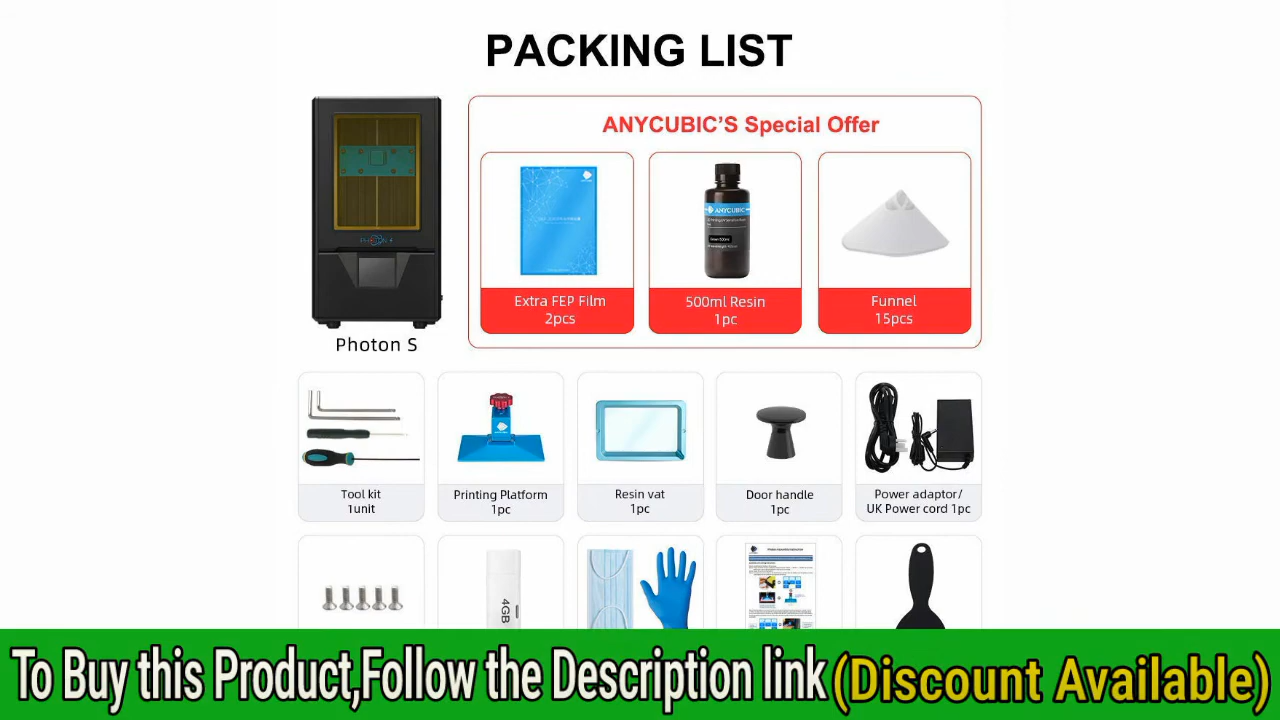 PACKING LIST
ANYCUBIC'S Special Offer
ANYCUBIC
Extra FEP Film
2pcs
500ml Resin
1pc
Funnel
15pcs
Photon S
Tool kit
1unit
Printing Platform
1pc
Resin vat
1pc
Door handle
1pc
Power adaptor/
UK Power cord 1pc
4GB
To Buy this Product,Follow the Description link (Discount Available)